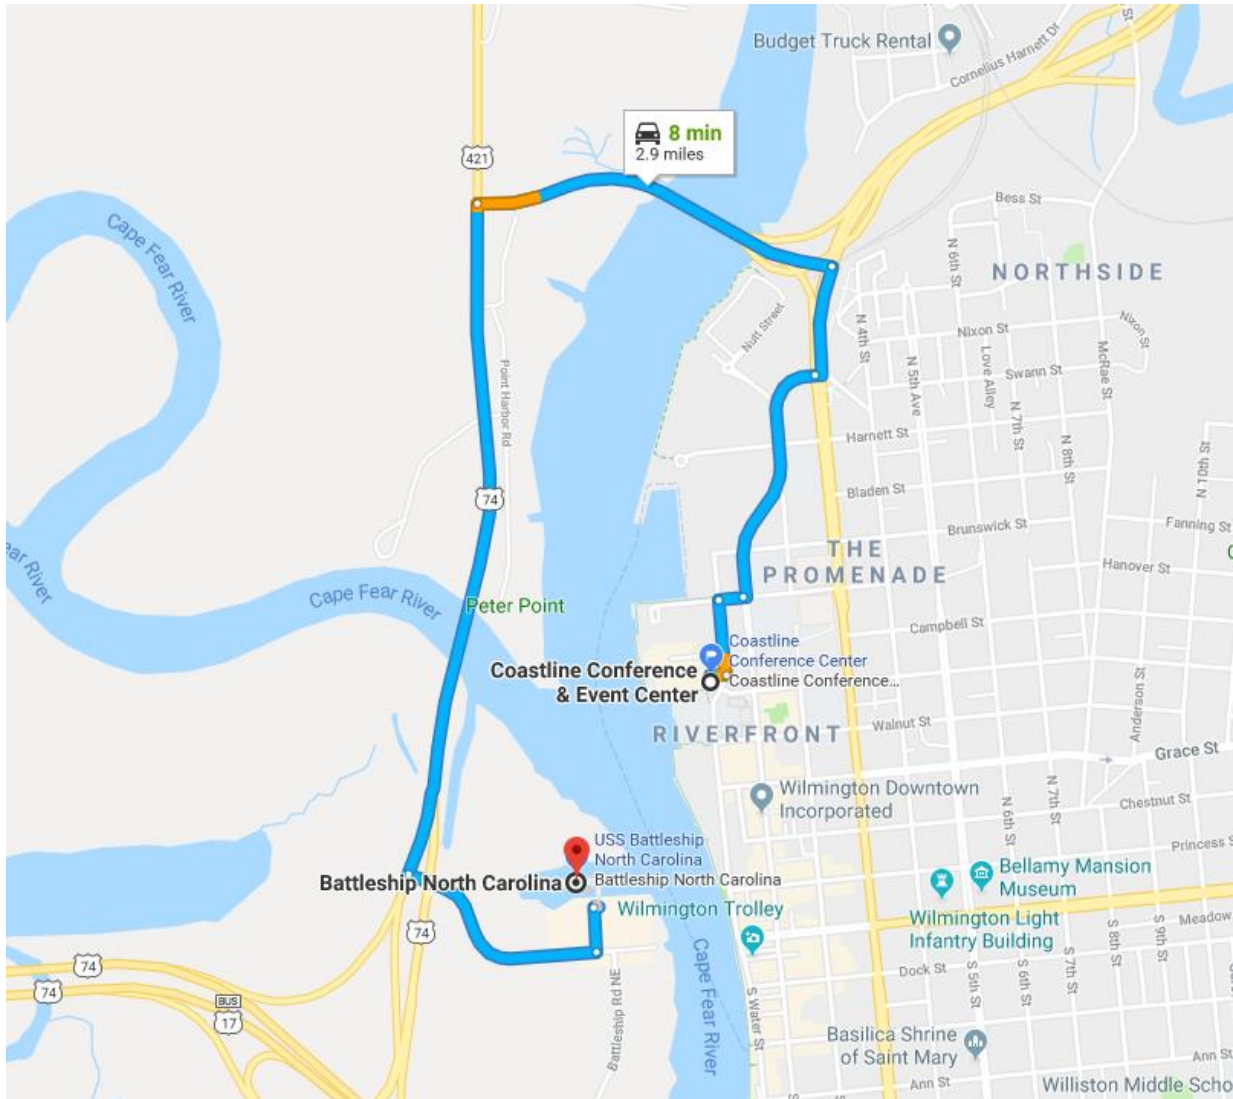 Budget Truck Rental
Cornelius Harnett Dr
8 min
2.9 miles
421
Cape Fear River
Bess St
N 6th St
NORTHSIDE
Nutt Street
N 4th St
Nixon St
Nixon St
Love Alley
McRae St
N 5th Ave
Swann St
Point Harbor Rd
N 7th St
Harnett St
N 8th St
N 10th St
74
Bladen St
Brunswick St
Fanning St
THE
PROMENADE
Hanover St
Cape Fear River
Peter Point
Campbell St
Coastline
Conference Center
Coastline Conference...
Coastline Conference
& Event Center
Anderson St
Walnut St
RIVERFRONT
Grace St
Wilmington Downtown
Incorporated
N 6th St
N 7th St
Chestnut St
Princess S
USS Battleship
North Carolina
Battleship North Carolina
Battleship North Carolina
Bellamy Mansion
Museum
Wilmington Trolley
Wilmington Light
Infantry Building
Meadow
74
Cape Fear River
S 5th St
S 6th St
S 7th St
S 8th St
S 9th St
Dock St
74
74
BUS
17
Battleship Rd NE
S Water St
Basilica Shrine
of Saint Mary
Ann St
Ann St
Williston Middle Scho